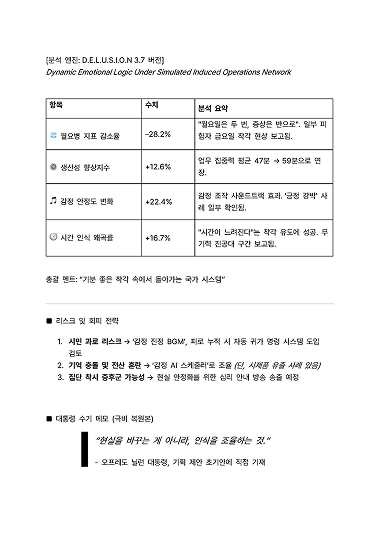 [분석 엔진: D.E.L.U.S.I.O.N 3.7 버전]
Dynamic Emotional Logic Under Simulated Induced Operations Network
항목 수치 분석 요약
월요병 지표 감소율 –28.2% "월요일은 두 번, 증상은 반으로". 일부 피
험자 금요일 착각 현상 보고됨.
생산성 향상지수 +12.6% 업무 집중력 평균 47분 → 59분으로 연
장.
감정 안정도 변화 +22.4% 감정 조작 사운드트랙 효과. '긍정 강박' 사
례 일부 확인됨.
시간 인식 왜곡률 +16.7% "시간이 느려진다"는 착각 유도에 성공. 무
기력 진공대 구간 보고됨.
총괄 멘트: "기분 좋은 착각 속에서 돌아가는 국가 시스템"
■ 리스크 및 회피 전략
1. 시민 과로 리스크 → '감정 진정 BGM', 피로 누적 시 자동 귀가 명령 시스템 도입
검토
2. 기억 충돌 및 전산 혼란 → '감정 AI 스케줄러'로 조율 (단, 시제품 유출 사례 있음)
3. 집단 착시 증후군 가능성 → 현실 안정화를 위한 심리 안내 방송 송출 예정
■ 대통령 수기 메모 (극비 복원본)
"현실을 바꾸는 게 아니라, 인식을 조율하는 것."
- 오프레도 닐런 대통령, 기획 제안 초기안에 직접 기재